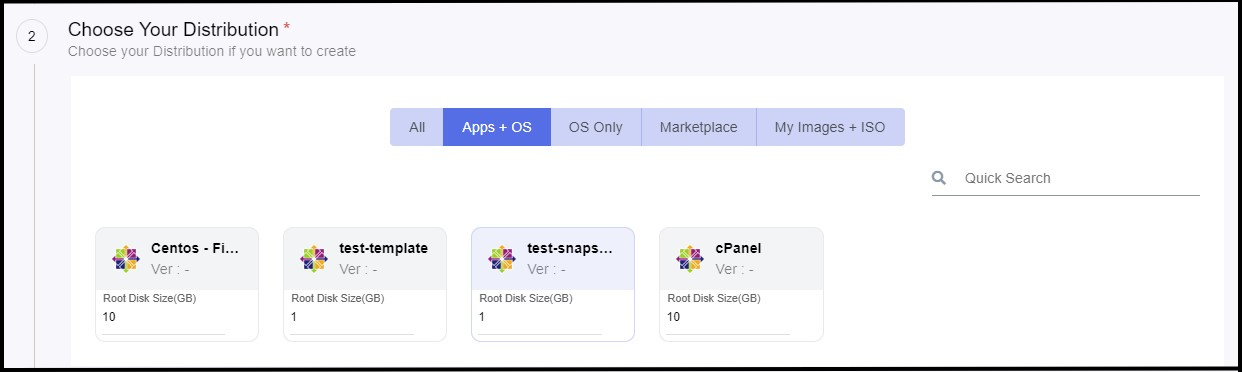 2
Choose Your Distribution *
Choose your Distribution if you want to create
All Apps + OS OS Only Marketplace My Images + ISO
Quick Search
Centos - Fi...
Ver : -
Root Disk Size(GB)
10
test-template
Ver : -
Root Disk Size(GB)
1
test-snaps...
Ver : -
Root Disk Size(GB)
1
cPanel
Ver : -
Root Disk Size(GB)
10